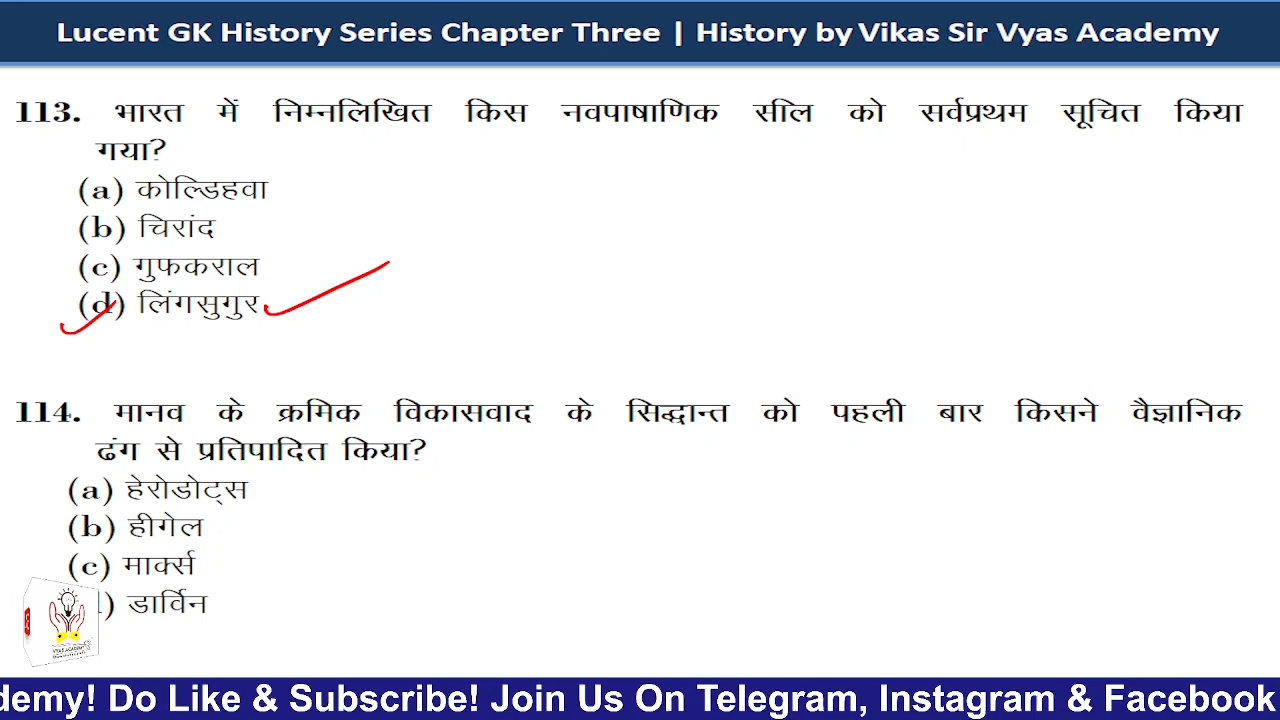 Lucent GK History Series Chapter Three | History by Vikas Sir Vyas Academy
113. भारत में निम्नलिखित किस नवपाषाणिक सील को सर्वप्रथम सूचित किया
गया?
(a) कोल्डिहवा
(b) चिरांद
(c) गुफकराल
(d) लिंगसुगुर
114. मानव के क्रमिक विकासवाद के सिद्धान्त को पहली बार किसने वैज्ञानिक
ढंग से प्रतिपादित किया?
(a) हेरोडोट्स
(b) हीगेल
(c) मार्क्स
) डार्विन
VYAS ACADEMY
demy! Do Like & Subscribe! Join Us On Telegram, Instagram & Facebook